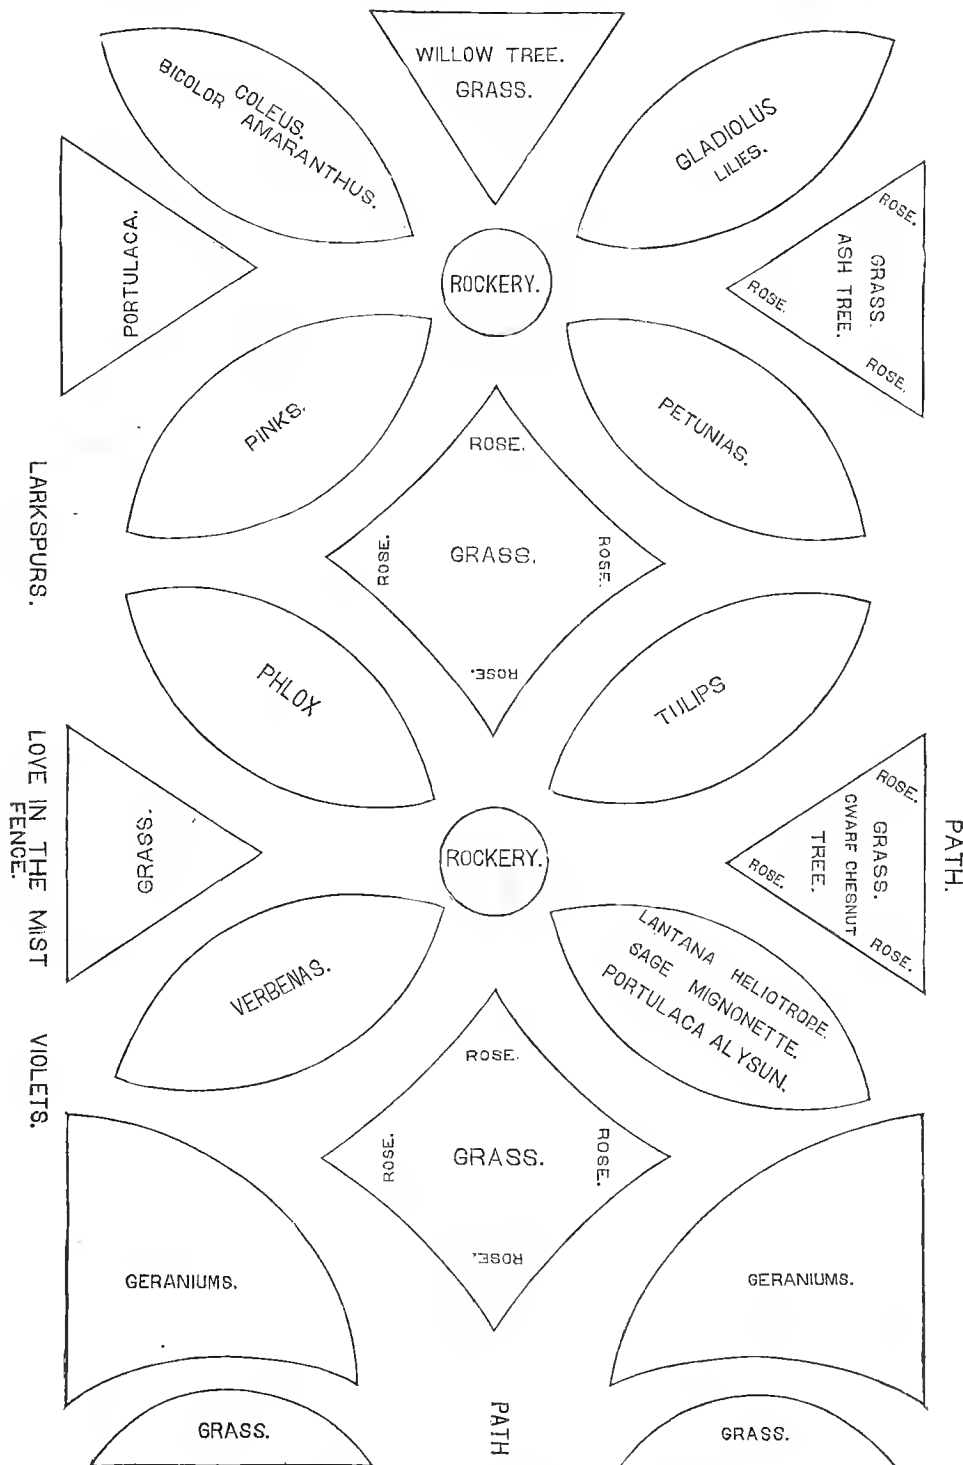 WILLOW TREE.
GRASS.
BICOLOR COLEUS.
AMARANTHUS.
GLADIOLUS
LILIES.
PORTULACA.
ROCKERY.
ROSE.
GRASS.
ASH TREE.
ROSE.
ROSE.
PINKS.
PETUNIAS.
LARKSPURS.
ROSE.
ROSE.
GRASS.
ROSE.
ROSE.
PHLOX
TULIPS
LOVE IN THE MIST
FENCE.
GRASS.
ROCKERY.
ROSE.
GRASS.
CWARF CHESNUT
TREE.
ROSE.
ROSE.
PATH.
VERBENAS.
LANTANA HELIOTROPE.
SAGE MIGNONETTE.
PORTULACA ALYSUN.
VIOLETS.
ROSE.
ROSE.
GRASS.
ROSE.
ROSE.
GERANIUMS.
GERANIUMS.
GRASS.
PATH
GRASS.